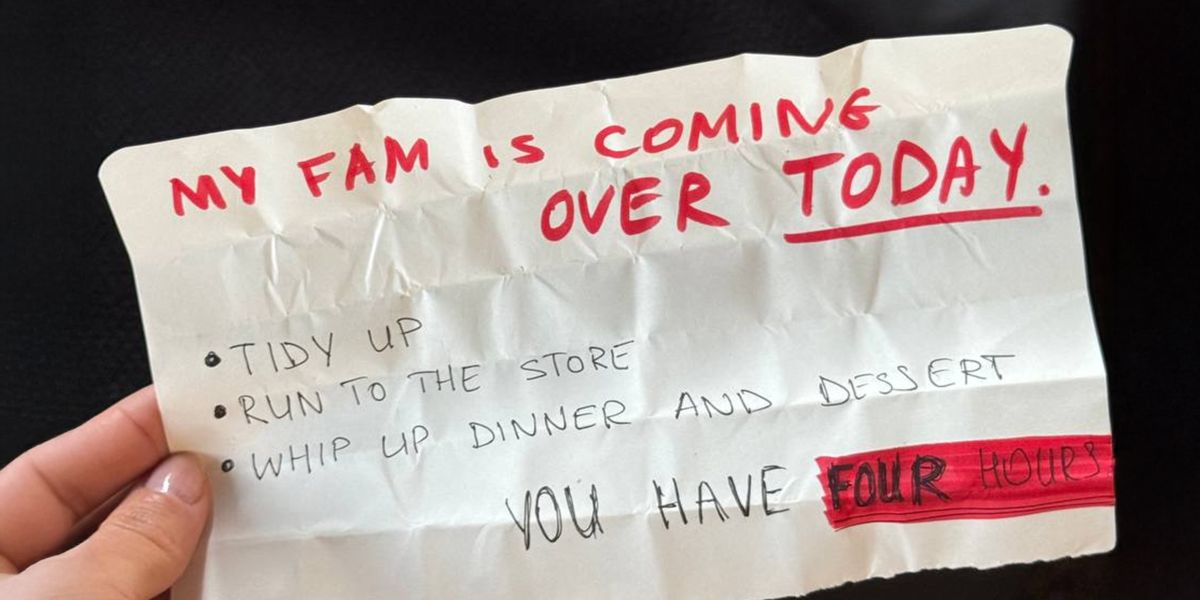 MY FAM IS COMING
OVER TODAY.
• TIDY UP
• RUN TO THE STORE
• WHIP UP DINNER AND DESSERT
YOU HAVE FOUR HOURS